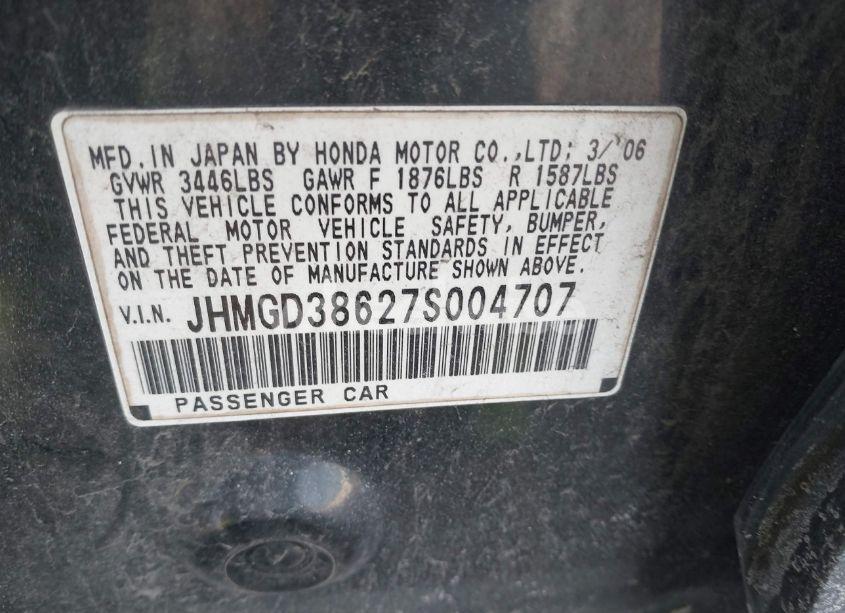 MFD. IN JAPAN BY HONDA MOTOR CO., LTD; 3/'06
GVWR 3446LBS GAWR F 1876LBS R 1587LBS
THIS VEHICLE CONFORMS TO ALL APPLICABLE
FEDERAL MOTOR VEHICLE SAFETY, BUMPER,
AND THEFT PREVENTION STANDARDS IN EFFECT
ON THE DATE OF MANUFACTURE SHOWN ABOVE.
V.I.N. JHMGD38627S004707
PASSENGER CAR